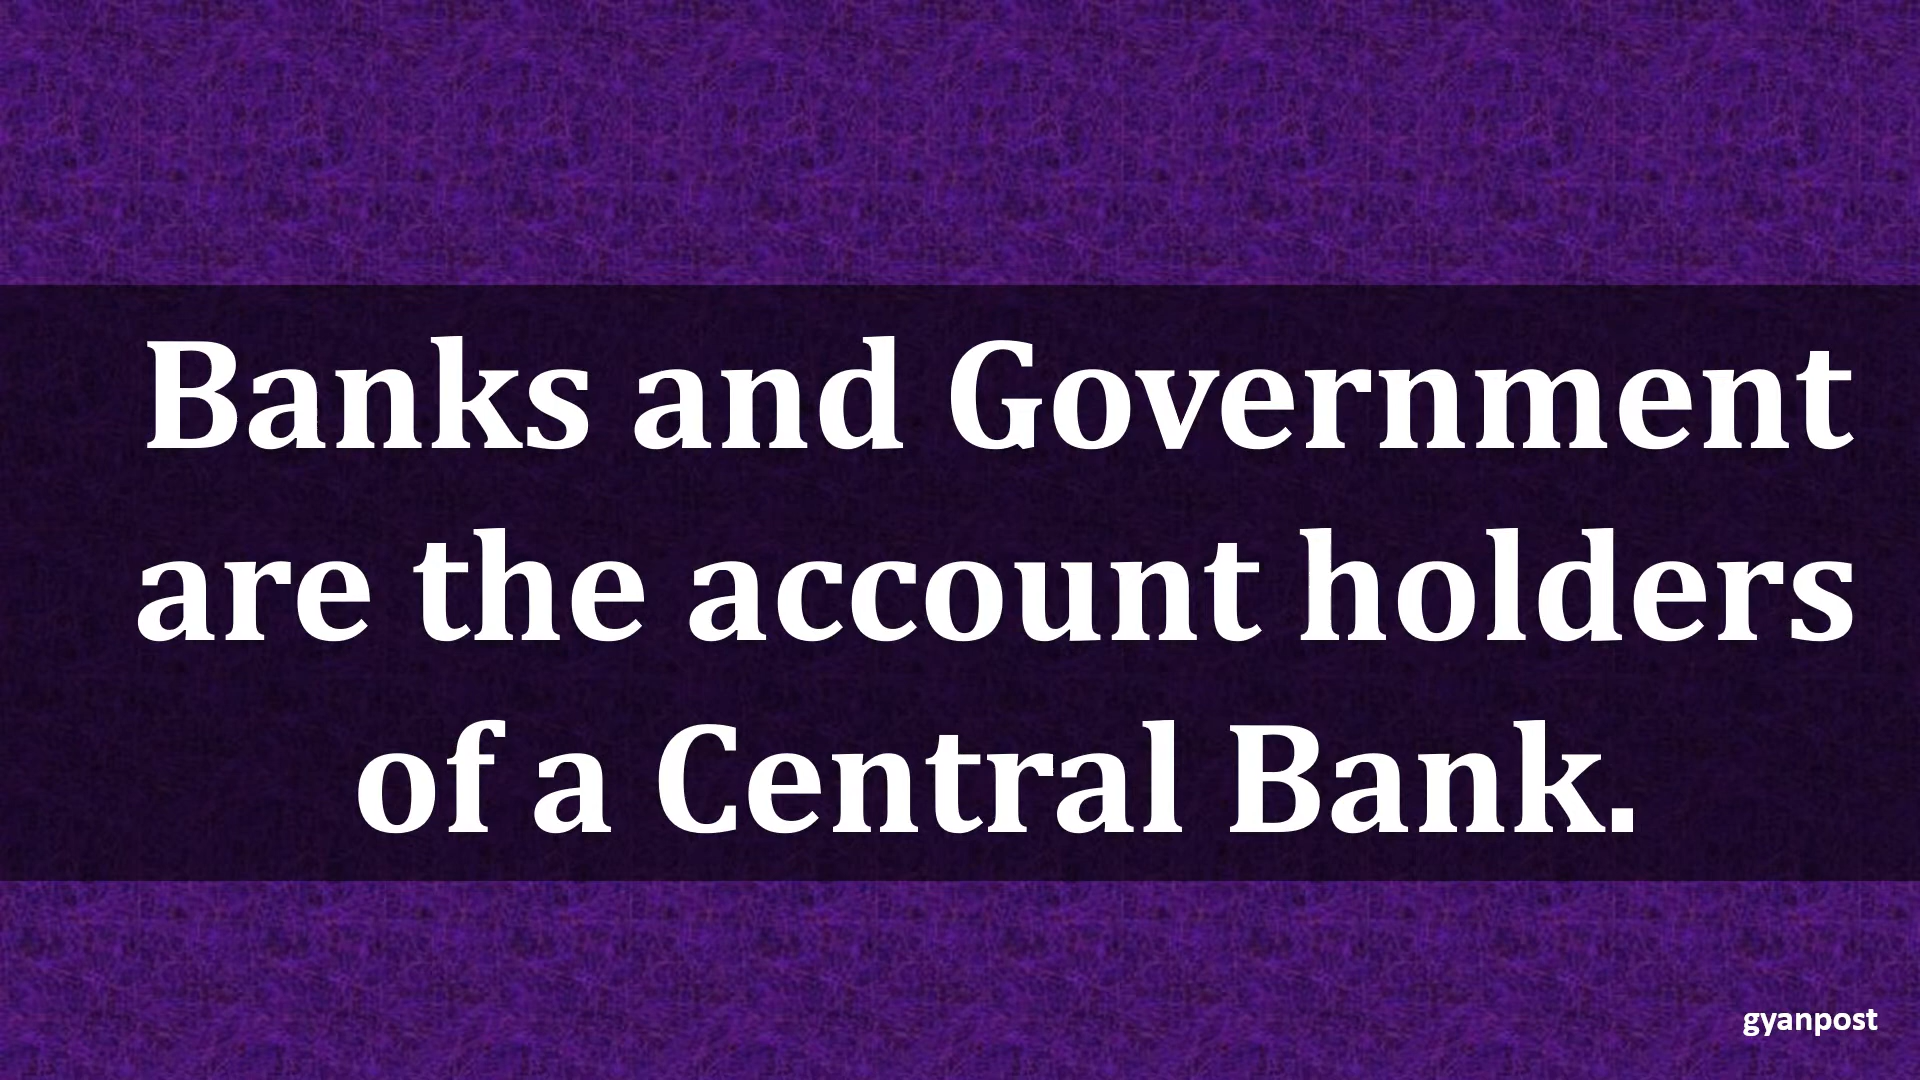 Banks and Government
are the account holders
of a Central Bank.
gyanpost